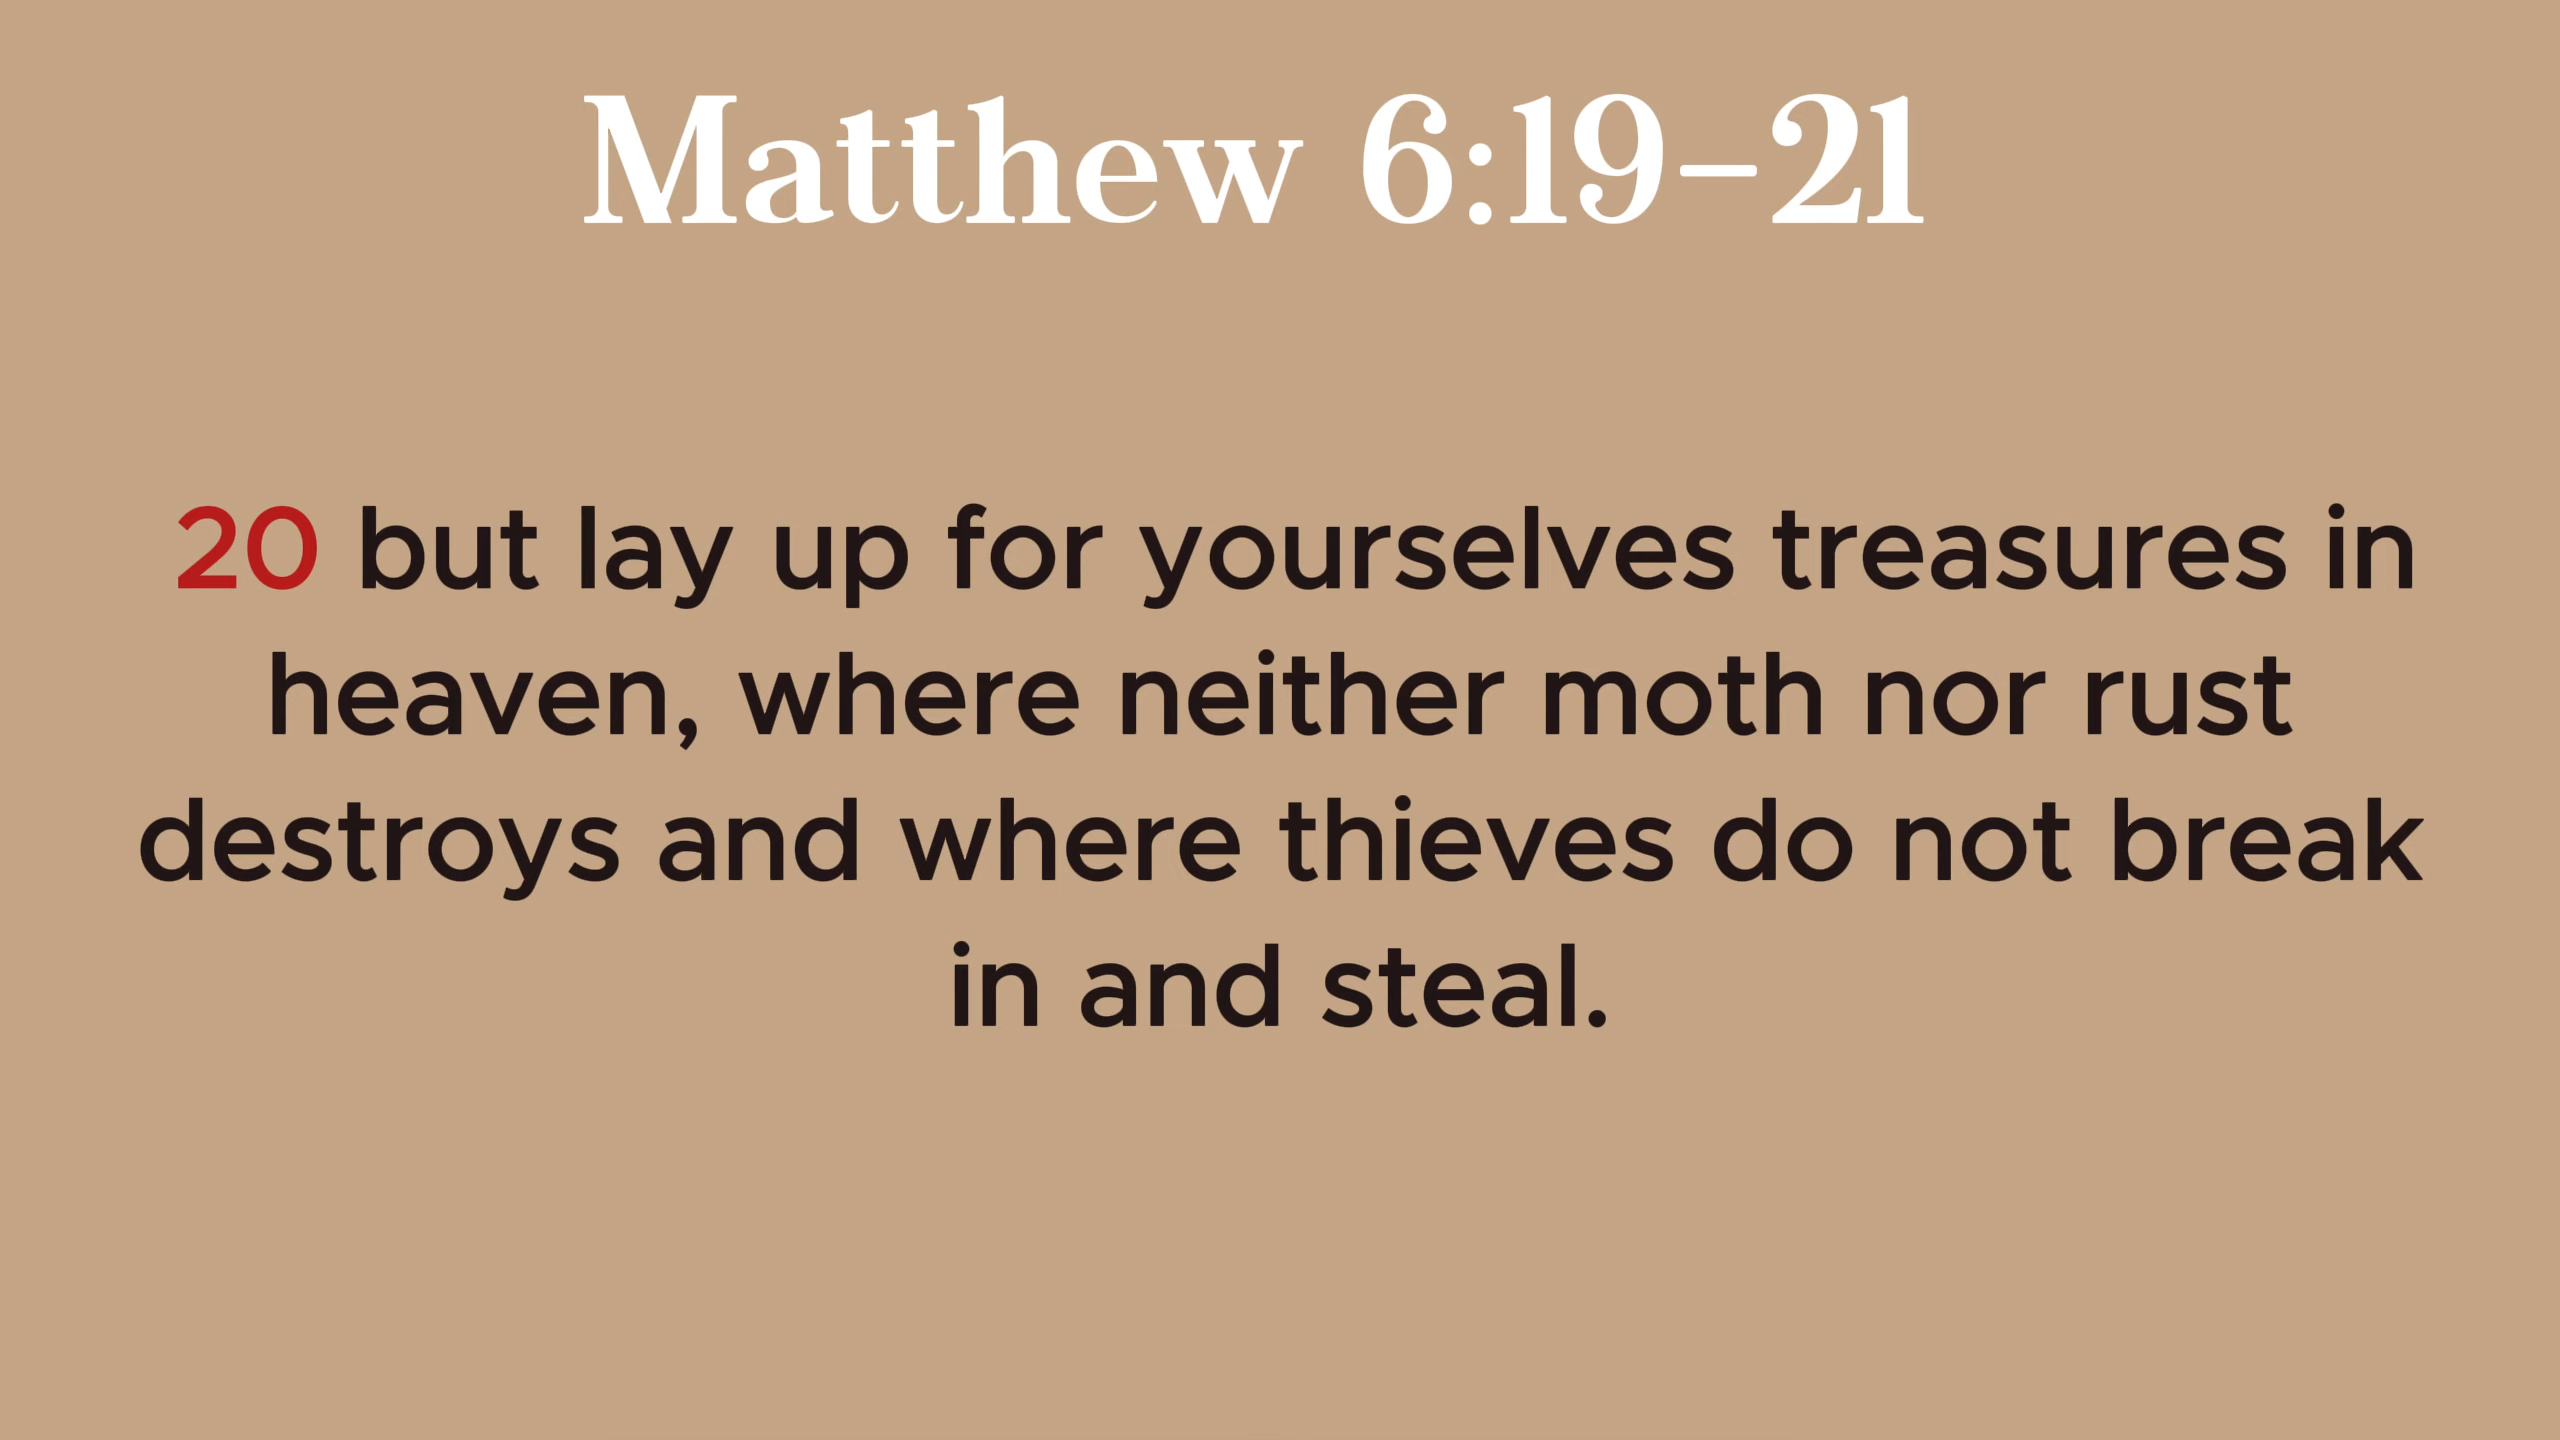 Matthew 6:19–21
20 but lay up for yourselves treasures in
heaven, where neither moth nor rust
destroys and where thieves do not break
in and steal.